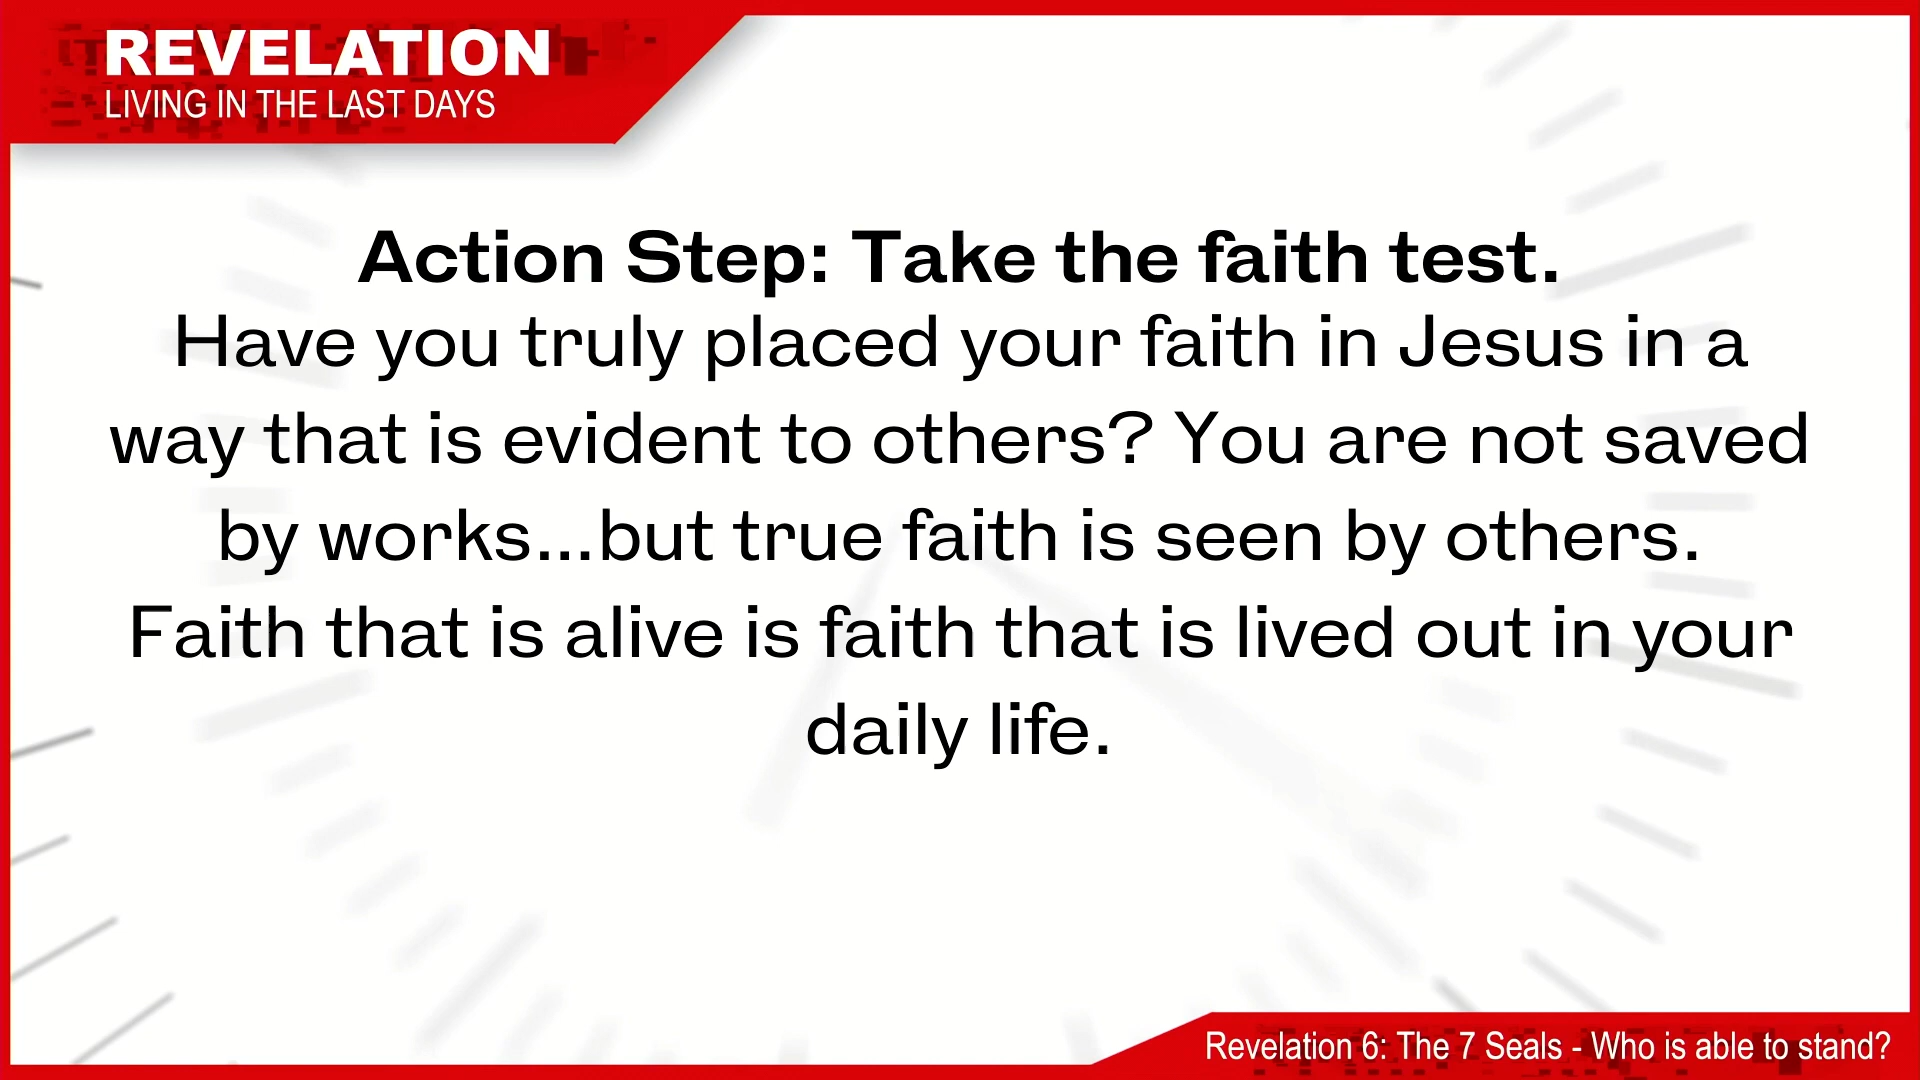 REVELATION
LIVING IN THE LAST DAYS
Action Step: Take the faith test.
Have you truly placed your faith in Jesus in a
way that is evident to others? You are not saved
by works...but true faith is seen by others.
Faith that is alive is faith that is lived out in your
daily life.
Revelation 6: The 7 Seals - Who is able to stand?